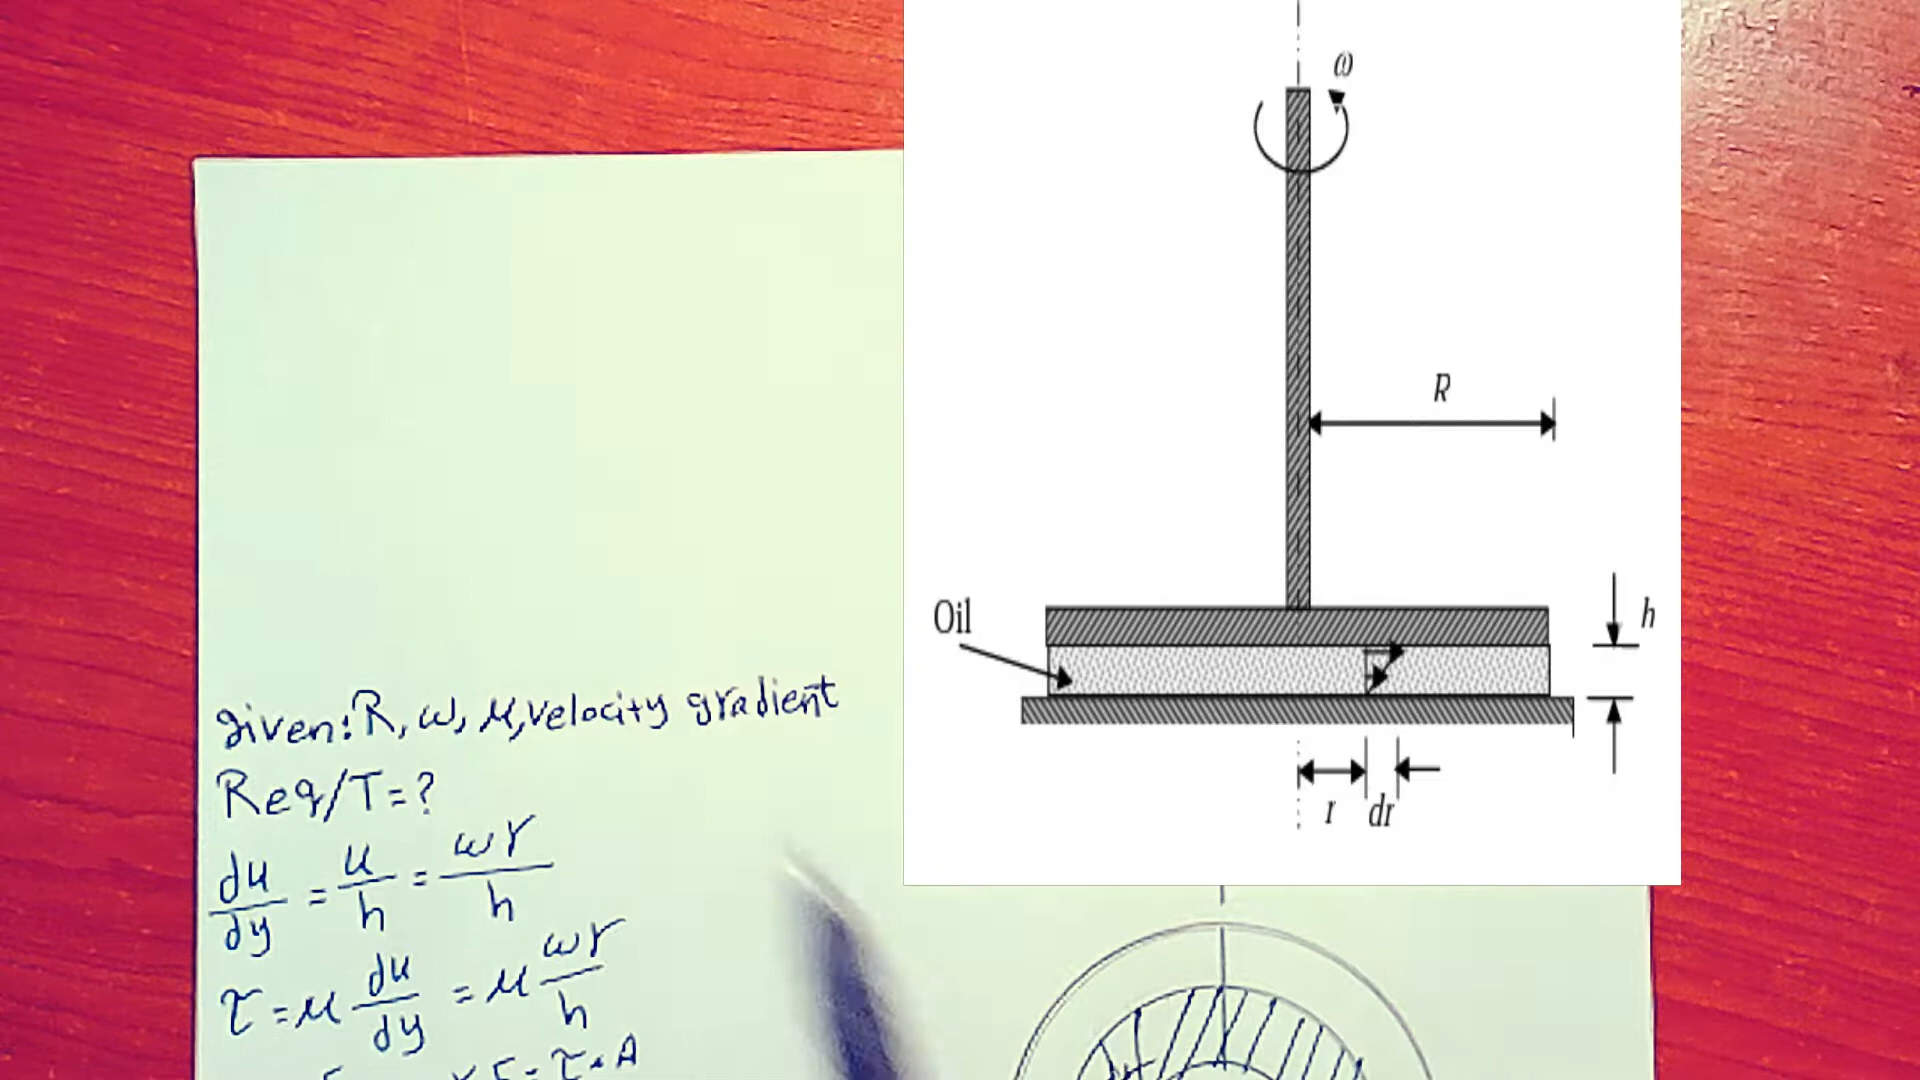 given: R, ω, μ, velocity gradient
Req/T=?
du/dy = u/h = ωr/h
τ = μ du/dy = μ ωr/h
F = τ * A
ω
R
Oil
h
r
dr